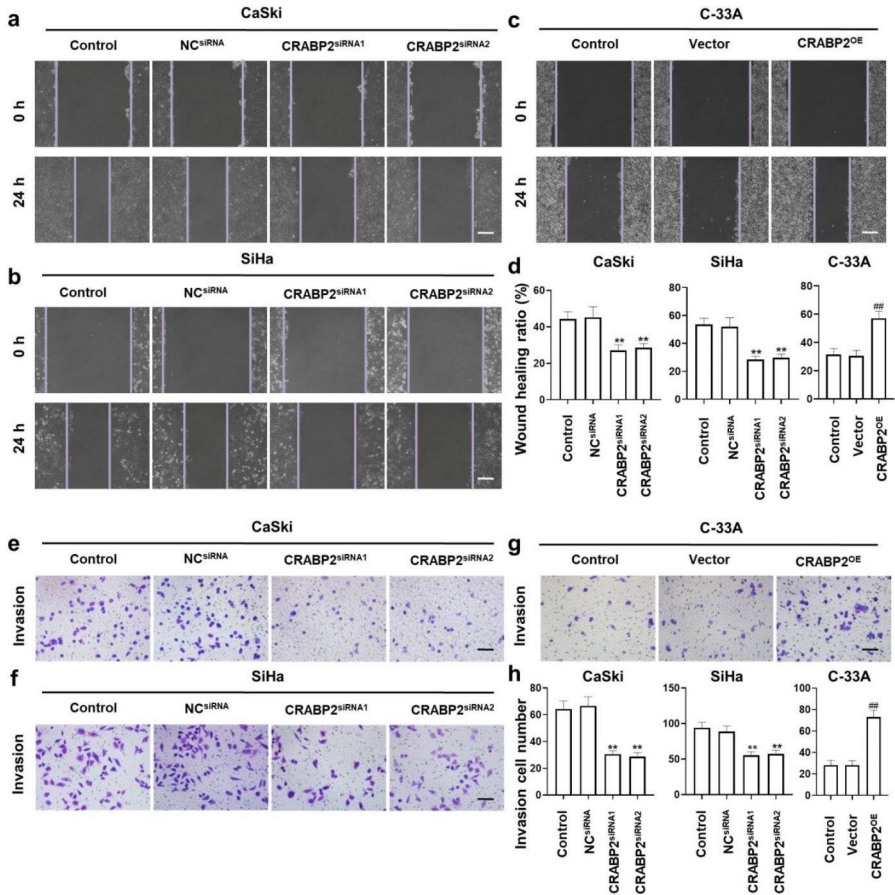 a
CaSki
Control NCsiRNA CRABP2siRNA1 CRABP2siRNA2
0 h
24 h
b
SiHa
Control NCsiRNA CRABP2siRNA1 CRABP2siRNA2
0 h
24 h
c
C-33A
Control Vector CRABP2OE
0 h
24 h
d
CaSki SiHa C-33A
Wound healing ratio (%)
60
40
20
0
**
**
Control
NCsiRNA
CRABP2siRNA1
CRABP2siRNA2
80
60
40
20
0
**
**
Control
NCsiRNA
CRABP2siRNA1
CRABP2siRNA2
80
60
40
20
0
##
Control
Vector
CRABP2OE
e
CaSki
Control NCsiRNA CRABP2siRNA1 CRABP2siRNA2
Invasion
f
SiHa
Control NCsiRNA CRABP2siRNA1 CRABP2siRNA2
Invasion
g
C-33A
Control Vector CRABP2OE
Invasion
h
CaSki SiHa C-33A
Invasion cell number
80
60
40
20
0
**
**
Control
NCsiRNA
CRABP2siRNA1
CRABP2siRNA2
150
100
50
0
**
**
Control
NCsiRNA
CRABP2siRNA1
CRABP2siRNA2
100
80
60
40
20
0
##
Control
Vector
CRABP2OE